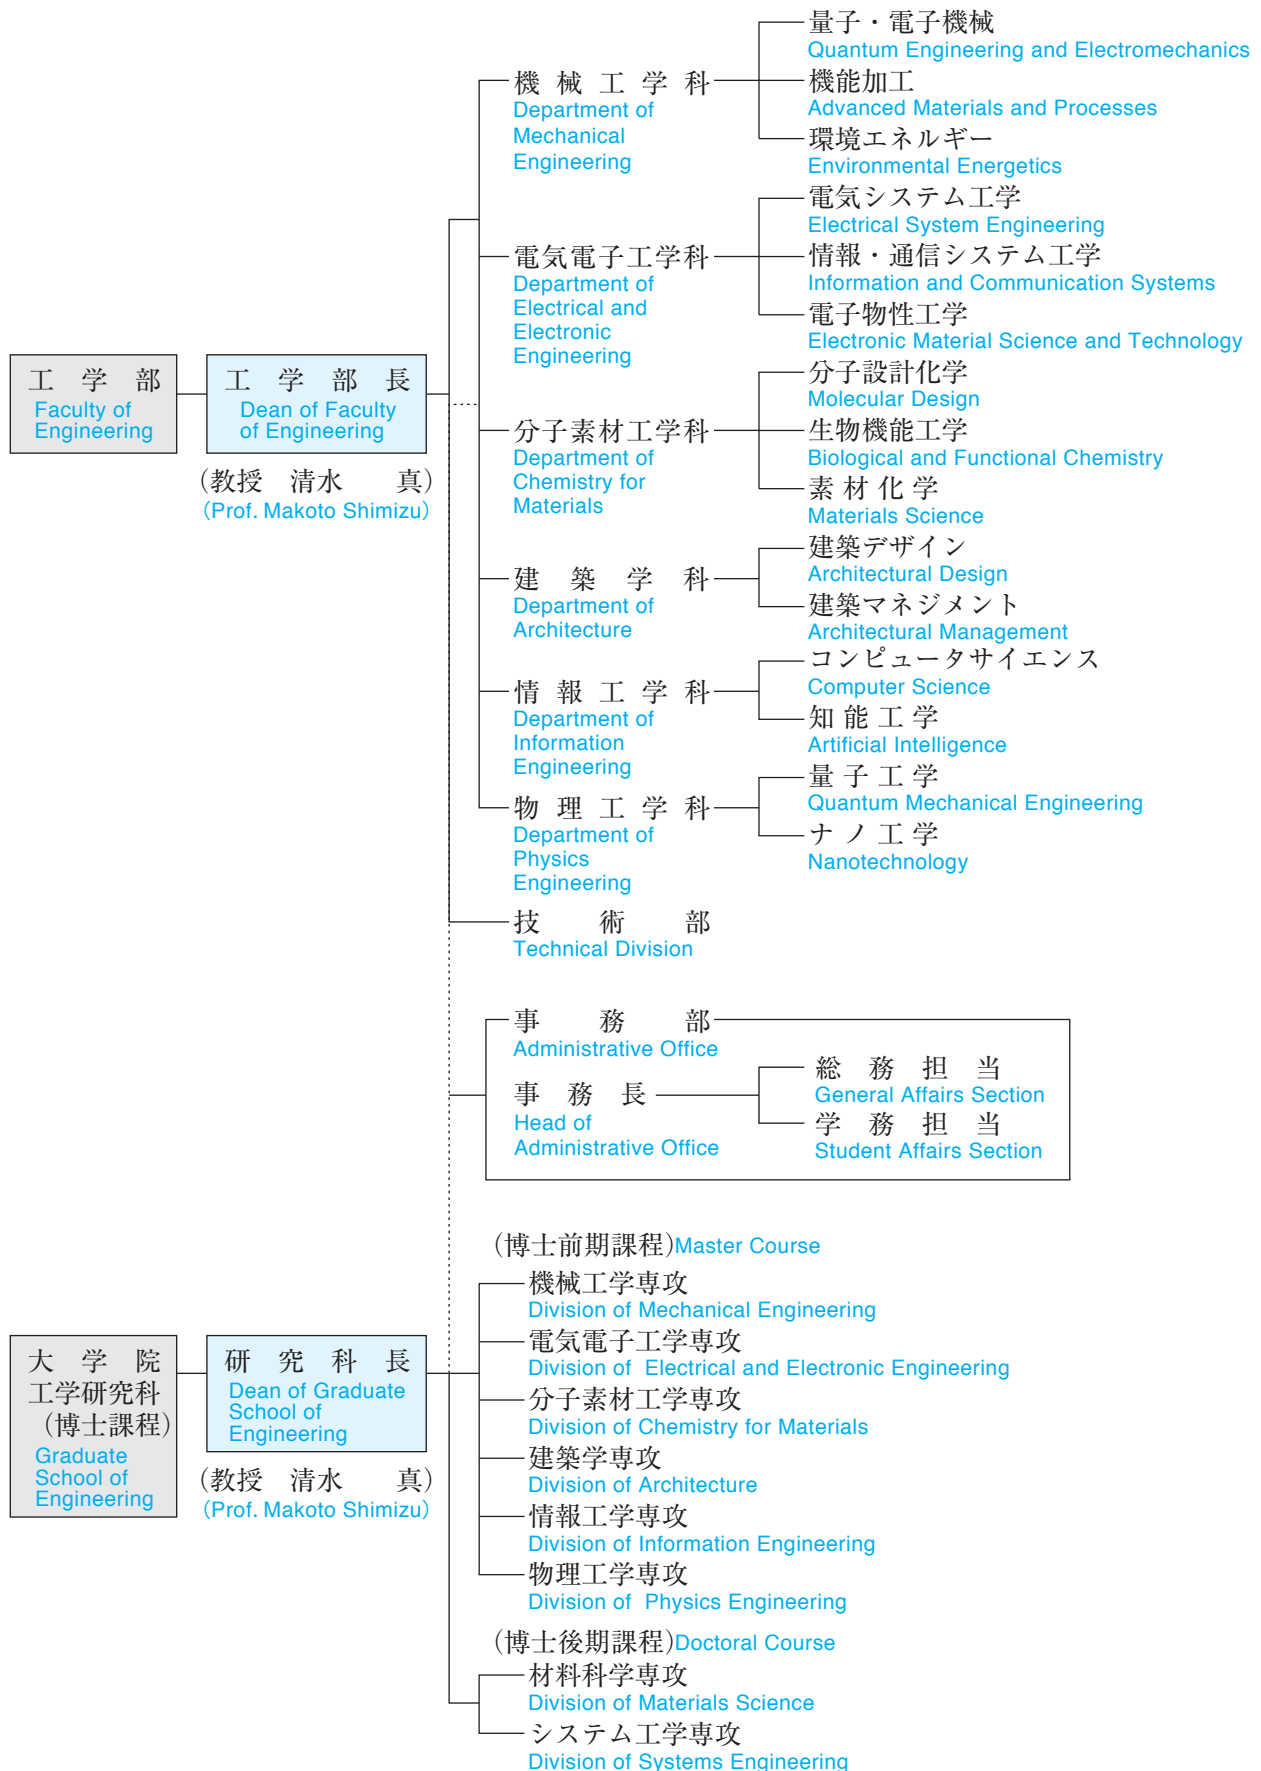 工学部
Faculty of
Engineering
工学部長
Dean of Faculty
of Engineering
(教授 清水 真)
(Prof. Makoto Shimizu)
機械工学科
Department of
Mechanical
Engineering
量子・電子機械
Quantum Engineering and Electromechanics
機能加工
Advanced Materials and Processes
環境エネルギー
Environmental Energetics
電気電子工学科
Department of
Electrical and
Electronic
Engineering
電気システム工学
Electrical System Engineering
情報・通信システム工学
Information and Communication Systems
電子物性工学
Electronic Material Science and Technology
分子素材工学科
Department of
Chemistry for
Materials
分子設計化学
Molecular Design
生物機能工学
Biological and Functional Chemistry
素材化学
Materials Science
建築学科
Department of
Architecture
建築デザイン
Architectural Design
建築マネジメント
Architectural Management
情報工学科
Department of
Information
Engineering
コンピュータサイエンス
Computer Science
知能工学
Artificial Intelligence
物理工学科
Department of
Physics
Engineering
量子工学
Quantum Mechanical Engineering
ナノ工学
Nanotechnology
技術部
Technical Division
事務部
Administrative Office
事務長
Head of
Administrative Office
総務担当
General Affairs Section
学務担当
Student Affairs Section
大学院
工学研究科
(博士課程)
Graduate
School of
Engineering
研究科長
Dean of Graduate
School of
Engineering
(教授 清水 真)
(Prof. Makoto Shimizu)
(博士前期課程)Master Course
機械工学専攻
Division of Mechanical Engineering
電気電子工学専攻
Division of Electrical and Electronic Engineering
分子素材工学専攻
Division of Chemistry for Materials
建築学専攻
Division of Architecture
情報工学専攻
Division of Information Engineering
物理工学専攻
Division of Physics Engineering
(博士後期課程)Doctoral Course
材料科学専攻
Division of Materials Science
システム工学専攻
Division of Systems Engineering